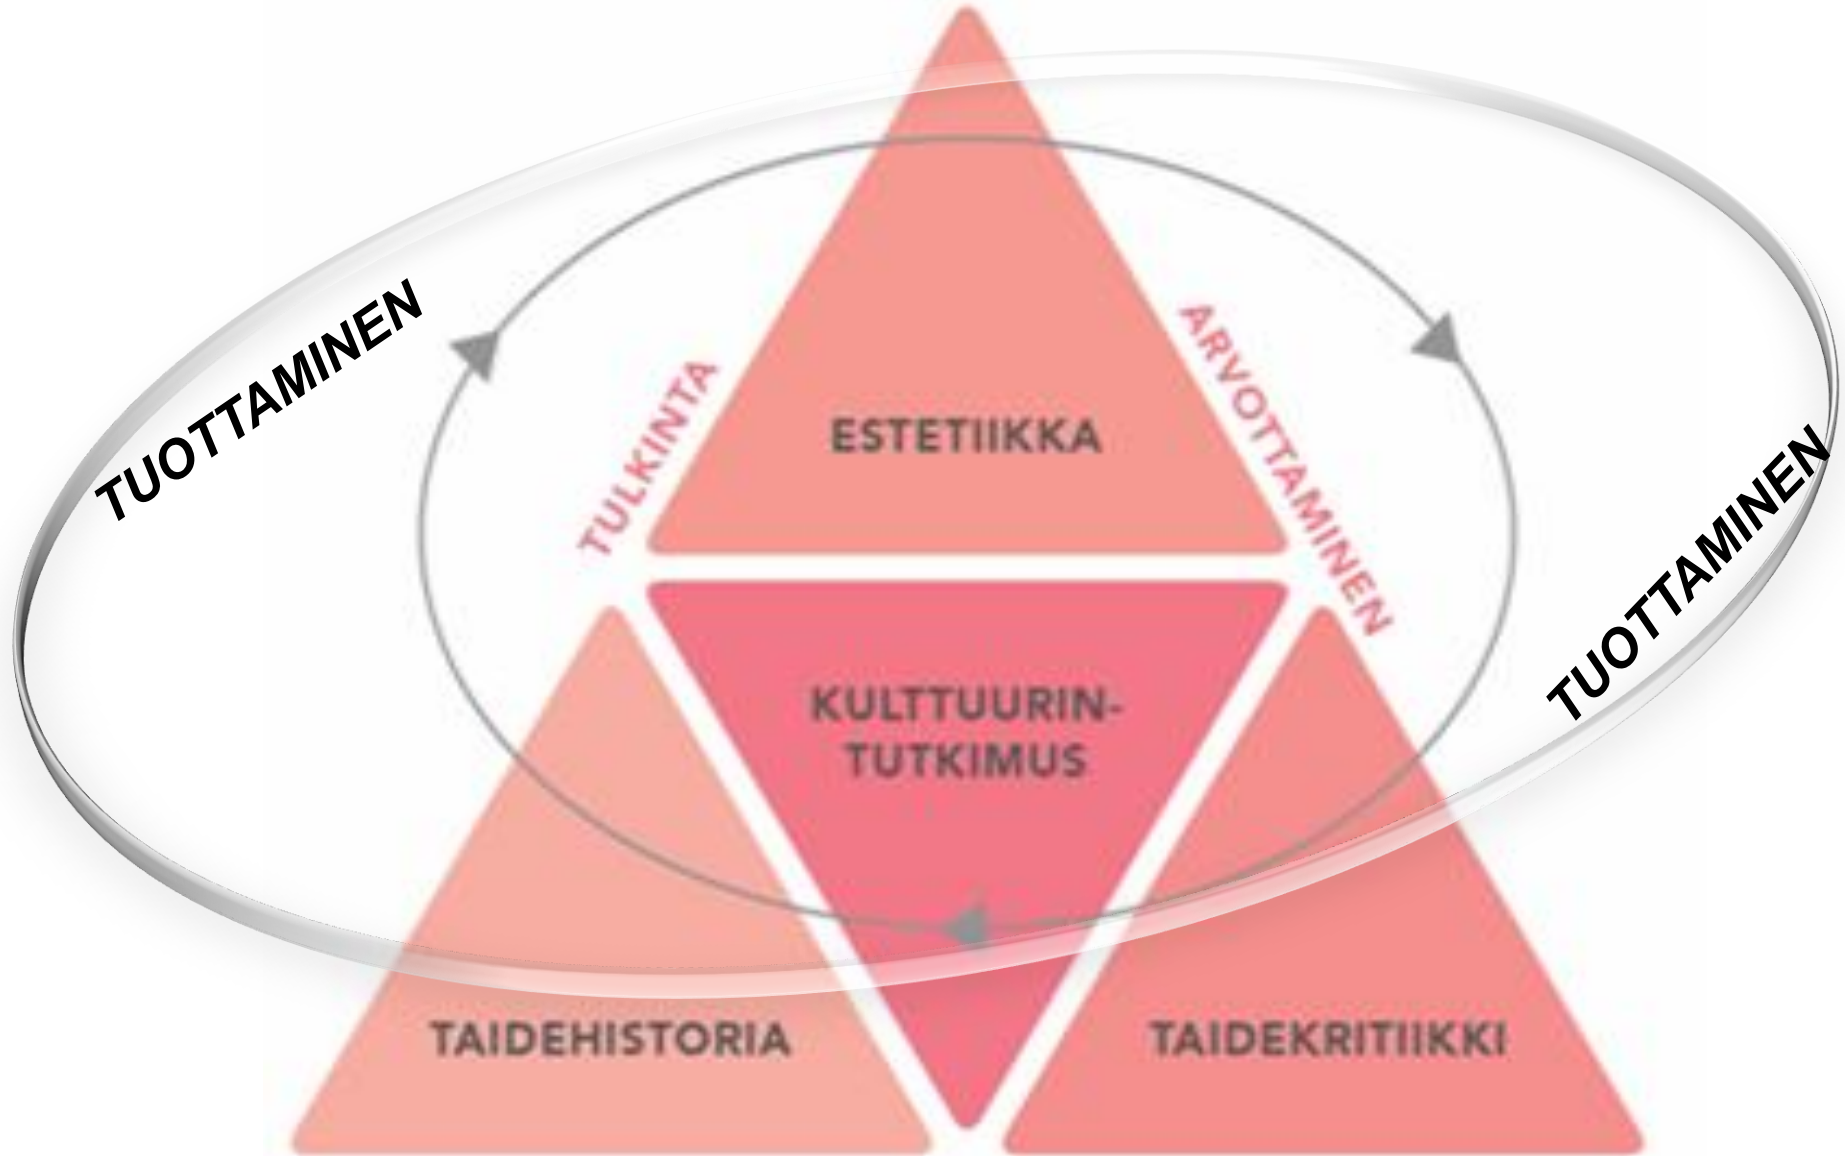 TUOTTAMINEN
TULKINTA
ESTETIIKKA
ARVOTTAMINEN
TUOTTAMINEN
KULTTUURIN-
TUTKIMUS
TAIDEHISTORIA
TAIDEKRITIIKKI